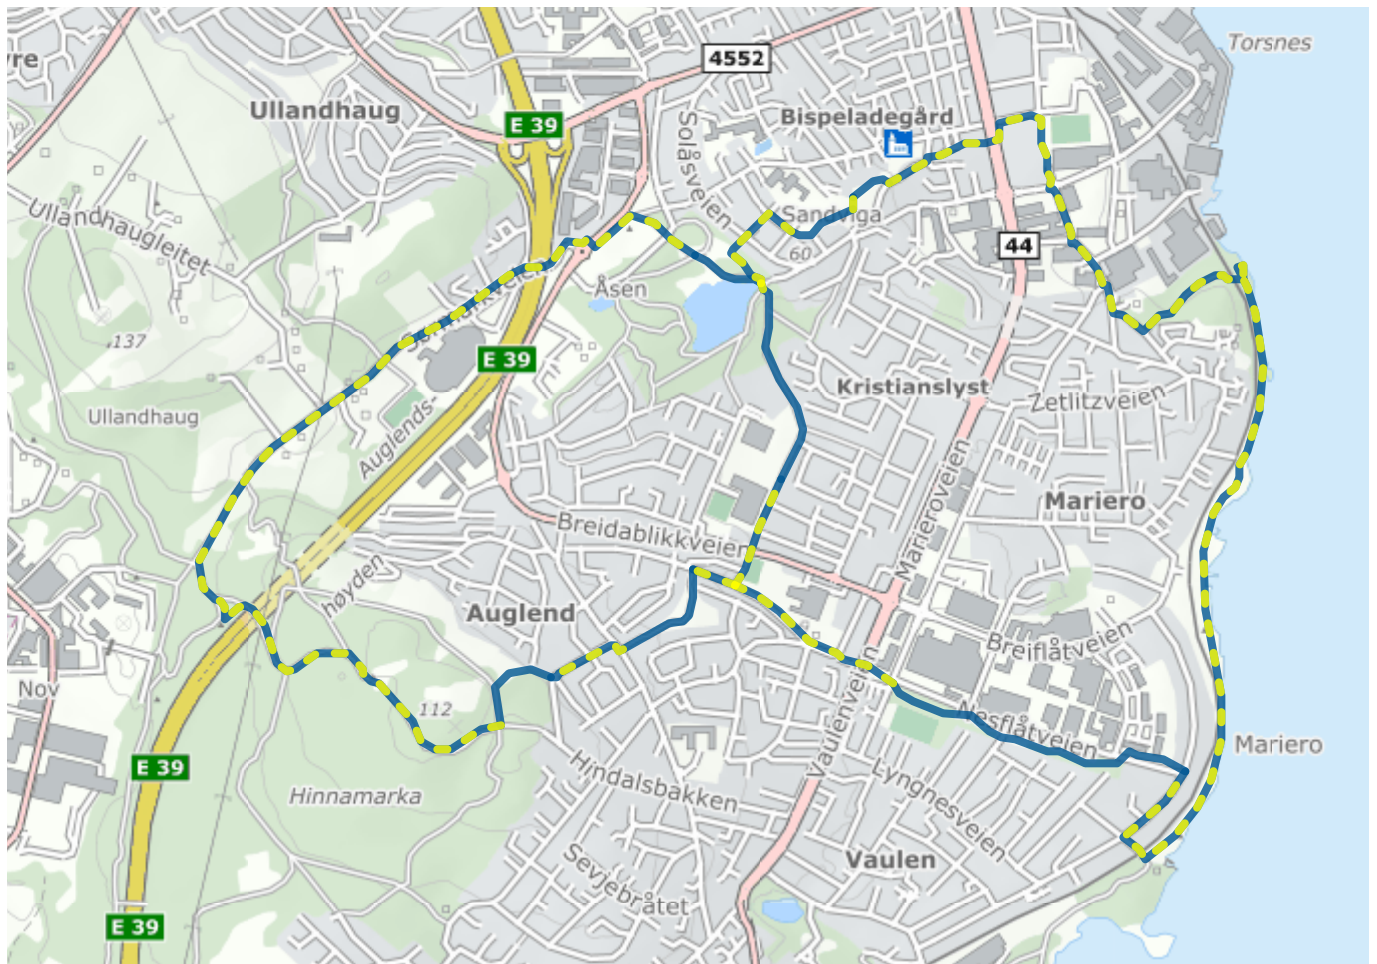 Torsnes
4552
Ullandhaug
Bispeladegård
E 39
Solåsveien
Sandviga
Ullandhaugleitet
44
60
Åsen
137
E 39
Kristianslyst
Zetlitzveien
Ullandhaug
Auglends-
høyden
Marieroveien
Mariero
Breidablikkveien
Auglend
Breiflåtveien
Nov
112
Nesflåtveien
Vaulenveien
Mariero
E 39
Hindalsbakken
Hinnamarka
Lyngnesveien
Vaulen
Sevjebråtet
E 39